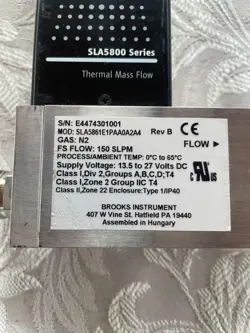 SLA5800 Series
Thermal Mass Flow
S/N: E4474301001
MOD: SLA5861E1PAA0A2A4 Rev B CE
GAS: N2
FS FLOW: 150 SLPM FLOW ►
PROCESS/AMBIENT TEMP: 0°C to 65°C
Supply Voltage: 13.5 to 27 Volts DC
Class I,Div 2,Groups A,B,C,D;T4
Class I,Zone 2 Group IIC T4
Class II,Zone 22 Enclosure:Type 1/IP40
c UL us
BROOKS INSTRUMENT
407 W Vine St. Hatfield PA 19440
Assembled in Hungary